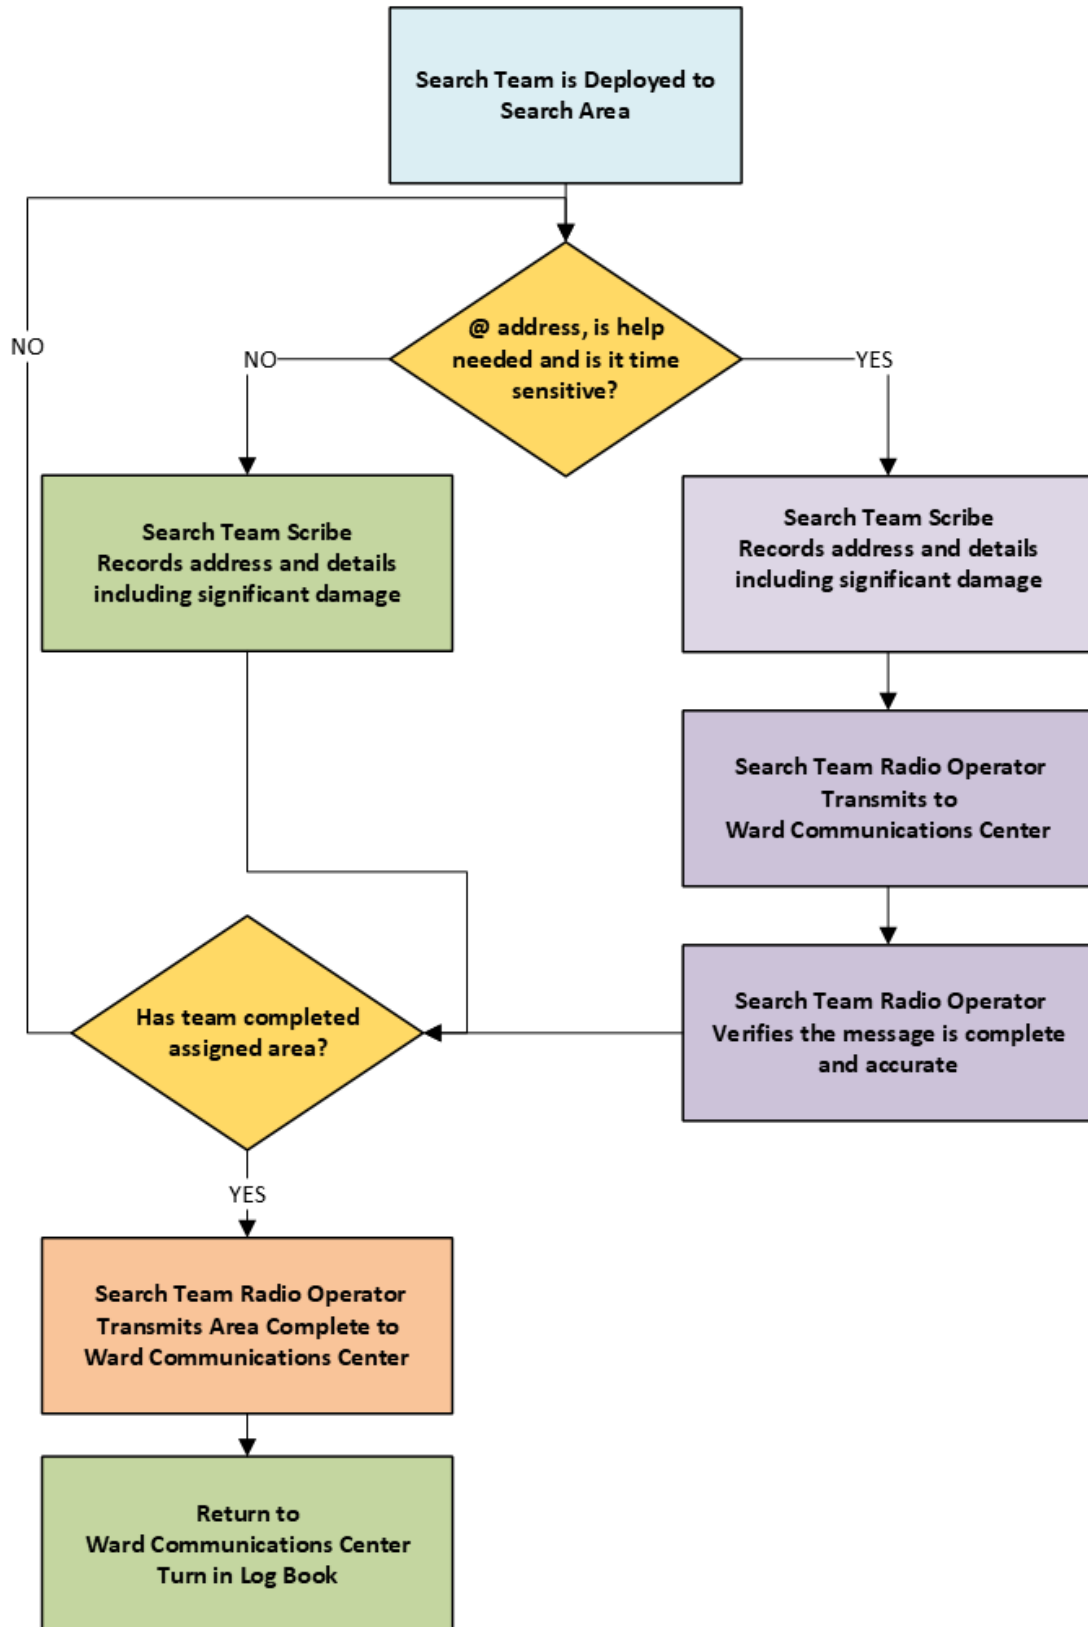 Search Team is Deployed to
Search Area
@ address, is help
needed and is it time
sensitive?
NO
NO
YES
Search Team Scribe
Records address and details
including significant damage
Search Team Scribe
Records address and details
including significant damage
Search Team Radio Operator
Transmits to
Ward Communications Center
Search Team Radio Operator
Verifies the message is complete
and accurate
Has team completed
assigned area?
YES
Search Team Radio Operator
Transmits Area Complete to
Ward Communications Center
Return to
Ward Communications Center
Turn in Log Book